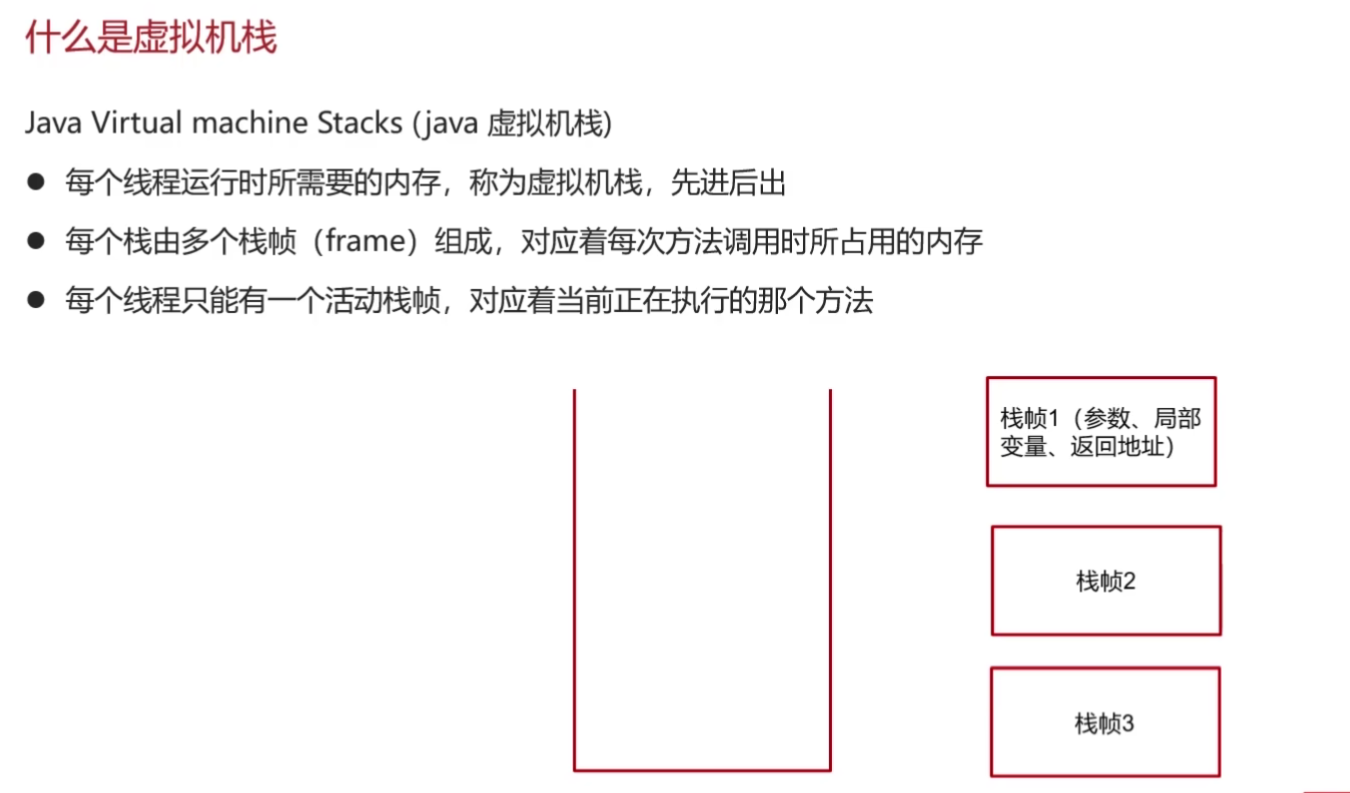 什么是虚拟机栈
Java Virtual machine Stacks (java 虚拟机栈)
● 每个线程运行时所需要的内存，称为虚拟机栈，先进后出
● 每个栈由多个栈帧（frame）组成，对应着每次方法调用时所占用的内存
● 每个线程只能有一个活动栈帧，对应着当前正在执行的那个方法
栈帧1（参数、局部
变量、返回地址）
栈帧2
栈帧3